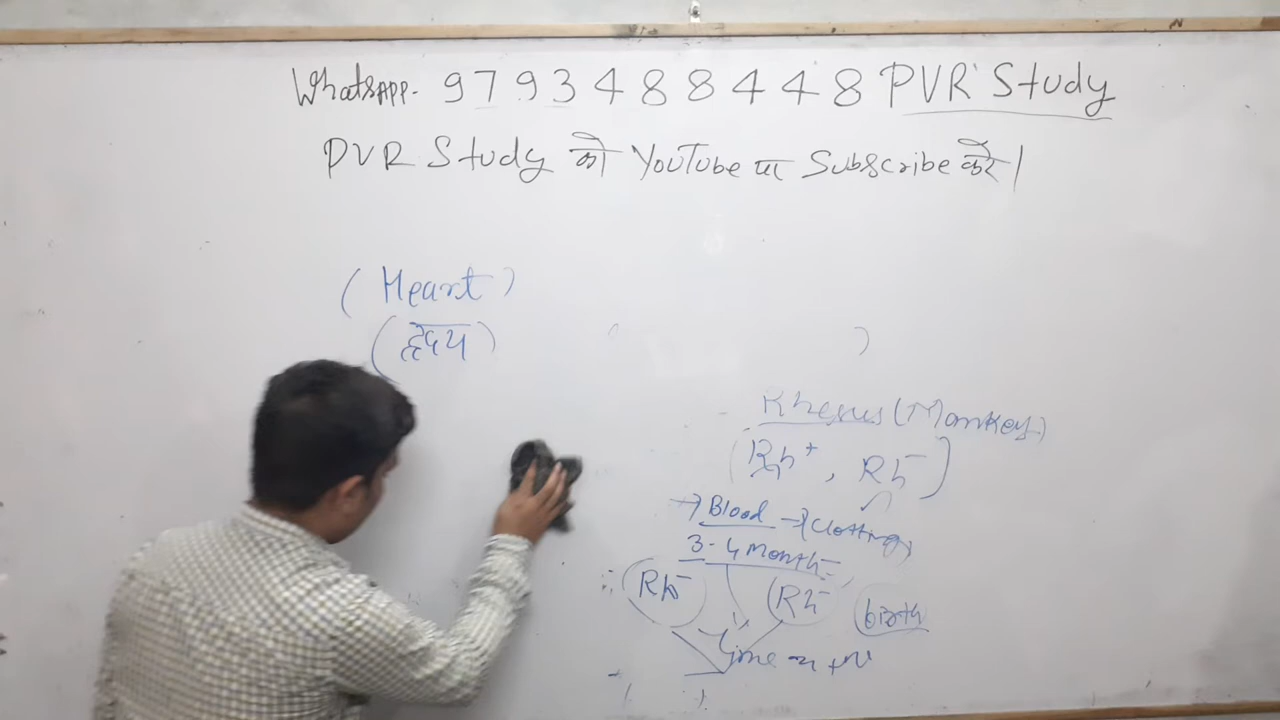 WhatsAPP. 9793488448 PVR Study
PVR Study को YouTube पर Subscribe करें।
(Heart)
(हृदय)
Rhesus (Monkey)
(Rh+, Rh-)
→ Blood → Clotting
3-4 Month
Rh- Rh- birth